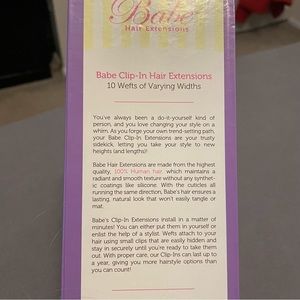 Babe
Hair Extensions
Babe Clip-In Hair Extensions
10 Wefts of Varying Widths
You've always been a do-it-yourself kind of
person, and you love changing your style on a
whim. As you forge your own trend-setting path,
your Babe Clip-In Extensions are your trusty
sidekick, letting you take your style to new
heights (and lengths)!
Babe Hair Extensions are made from the highest
quality, 100% Human hair which maintains a
radiant and smooth texture without any synthet-
ic coatings like silicone. With the cuticles all
running the same direction, Babe's hair ensures a
lasting, natural look that won't easily tangle or
mat.
Babe's Clip-In Extensions install in a matter of
minutes! You can either put them in yourself or
enlist the help of a stylist. Wefts attach to your
hair using small clips that are easily hidden and
stay in securely until you're ready to take them
out. With proper care, our Clip-Ins can last up to
a year, giving you more hairstyle options than
you can count!